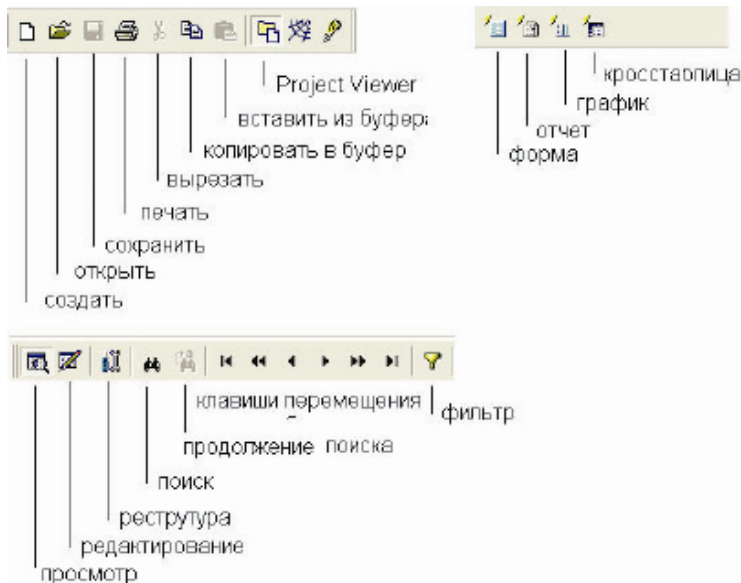 Project Viewer
вставить из буфера
копировать в буфер
вырезать
печать
сохранить
открыть
создать
кросстаблица
график
отчет
форма
клавиши перемещения
фильтр
продолжение поиска
поиск
реструтура
редактирование
просмотр